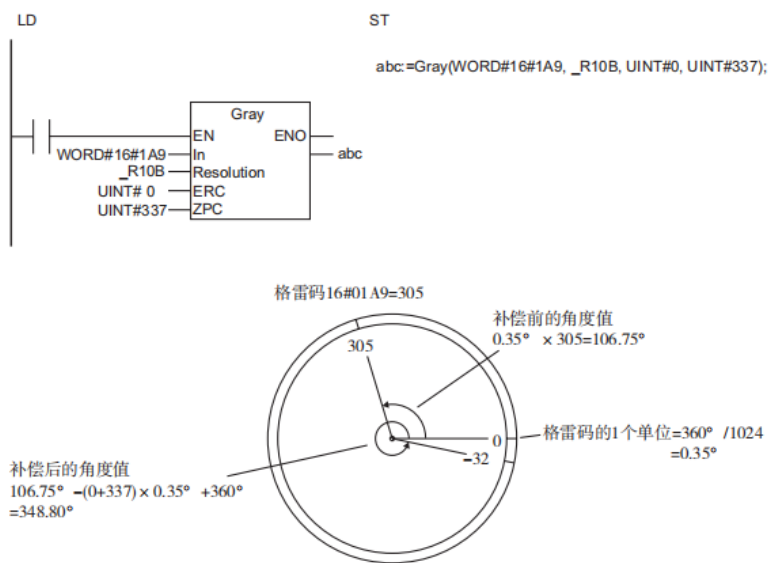 LD
ST
abc:=Gray(WORD#16#1A9, _R10B, UINT#0, UINT#337);
Gray
EN
ENO
WORD#16#1A9
In
abc
_R10B
Resolution
UINT# 0
ERC
UINT#337
ZPC
格雷码16#01A9=305
补偿前的角度值
0.35° ×305=106.75°
305
0
格雷码的1个单位=360° /1024
=0.35°
-32
补偿后的角度值
106.75° -(0+337)×0.35° +360°
=348.80°